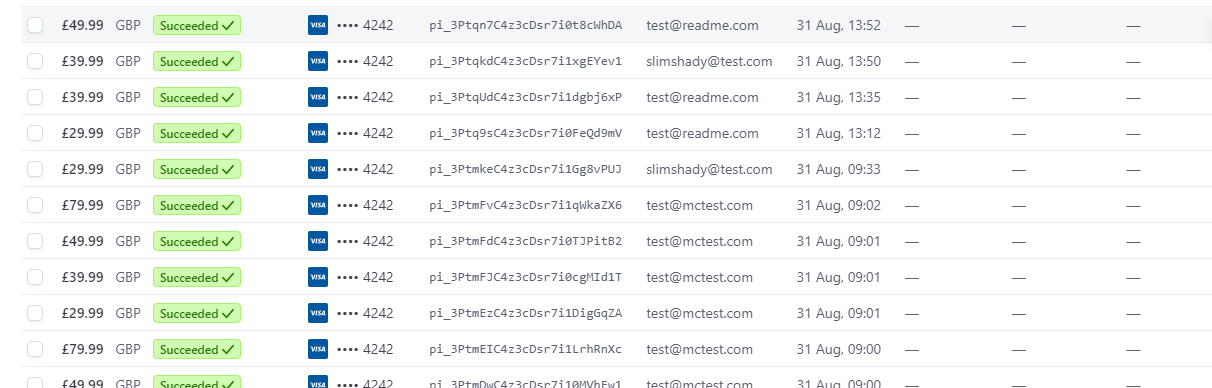 £49.99 GBP Succeeded ✓ VISA •••• 4242 pi_3Ptqn7C4z3cDsr7i0t8cWhDA test@readme.com 31 Aug, 13:52 — — —
£39.99 GBP Succeeded ✓ VISA •••• 4242 pi_3PtqkdC4z3cDsr7i1xgEYev1 slimshady@test.com 31 Aug, 13:50 — — —
£39.99 GBP Succeeded ✓ VISA •••• 4242 pi_3PtqUdC4z3cDsr7i1dgbj6xP test@readme.com 31 Aug, 13:35 — — —
£29.99 GBP Succeeded ✓ VISA •••• 4242 pi_3Ptq9sC4z3cDsr7i0FeQd9mV test@readme.com 31 Aug, 13:12 — — —
£29.99 GBP Succeeded ✓ VISA •••• 4242 pi_3PtmkeC4z3cDsr7i1Gg8vPUJ slimshady@test.com 31 Aug, 09:33 — — —
£79.99 GBP Succeeded ✓ VISA •••• 4242 pi_3PtmFvC4z3cDsr7i1qWkaZX6 test@mctest.com 31 Aug, 09:02 — — —
£49.99 GBP Succeeded ✓ VISA •••• 4242 pi_3PtmFdC4z3cDsr7i0TJPitB2 test@mctest.com 31 Aug, 09:01 — — —
£39.99 GBP Succeeded ✓ VISA •••• 4242 pi_3PtmFJC4z3cDsr7i0cgMId1T test@mctest.com 31 Aug, 09:01 — — —
£29.99 GBP Succeeded ✓ VISA •••• 4242 pi_3PtmEzC4z3cDsr7i1DigGqZA test@mctest.com 31 Aug, 09:01 — — —
£79.99 GBP Succeeded ✓ VISA •••• 4242 pi_3PtmEIC4z3cDsr7i1LrhRnXc test@mctest.com 31 Aug, 09:00 — — —
£49.99 GBP Succeeded ✓ VISA •••• 4242 test@mctest.com 31 Aug, 09:00 — — —